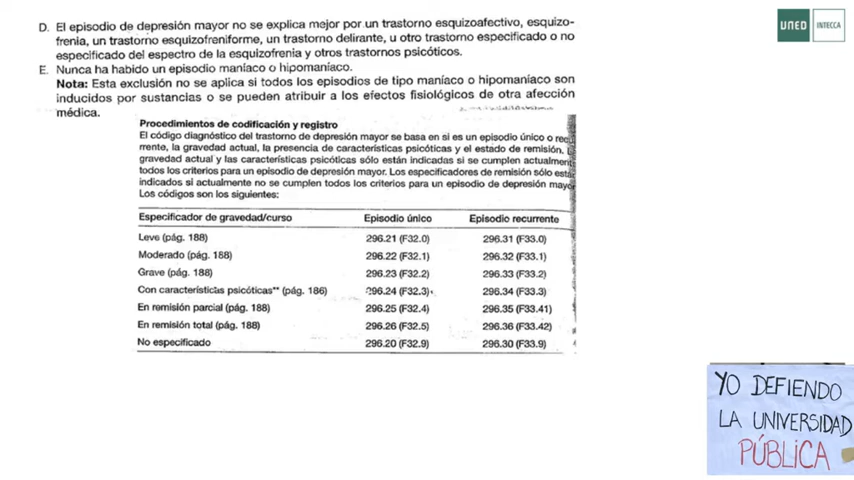 D. El episodio de depresión mayor no se explica mejor por un trastorno esquizoafectivo, esquizo-
frenia, un trastorno esquizofreniforme, un trastorno delirante, u otro trastorno especificado o no
especificado del espectro de la esquizofrenia y otros trastornos psicóticos.
E. Nunca ha habido un episodio maníaco o hipomaníaco.
Nota: Esta exclusión no se aplica si todos los episodios de tipo maníaco o hipomaníaco son
inducidos por sustancias o se pueden atribuir a los efectos fisiológicos de otra afección
médica.
Procedimientos de codificación y registro
El código diagnóstico del trastorno de depresión mayor se basa en si es un episodio único o recu
rrente, la gravedad actual, la presencia de características psicóticas y el estado de remisión.
gravedad actual y las características psicóticas sólo están indicadas si se cumplen actualment
todos los criterios para un episodio de depresión mayor. Los especificadores de remisión sólo est
indicados si actualmente no se cumplen todos los criterios para un episodio de depresión mayor
Los códigos son los siguientes:
Especificador de gravedad/curso Episodio único Episodio recurrente
Leve (pág. 188) 296.21 (F32.0) 296.31 (F33.0)
Moderado (pág. 188) 296.22 (F32.1) 296.32 (F33.1)
Grave (pág. 188) 296.23 (F32.2) 296.33 (F33.2)
Con características psicóticas** (pág. 186) 296.24 (F32.3) 296.34 (F33.3)
En remisión parcial (pág. 188) 296.25 (F32.4) 296.35 (F33.41)
En remisión total (pág. 188) 296.26 (F32.5) 296.36 (F33.42)
No especificado 296.20 (F32.9) 296.30 (F33.9)
UNED INTECCA
YO DEFIENDO
LA UNIVERSIDAD
PÚBLICA